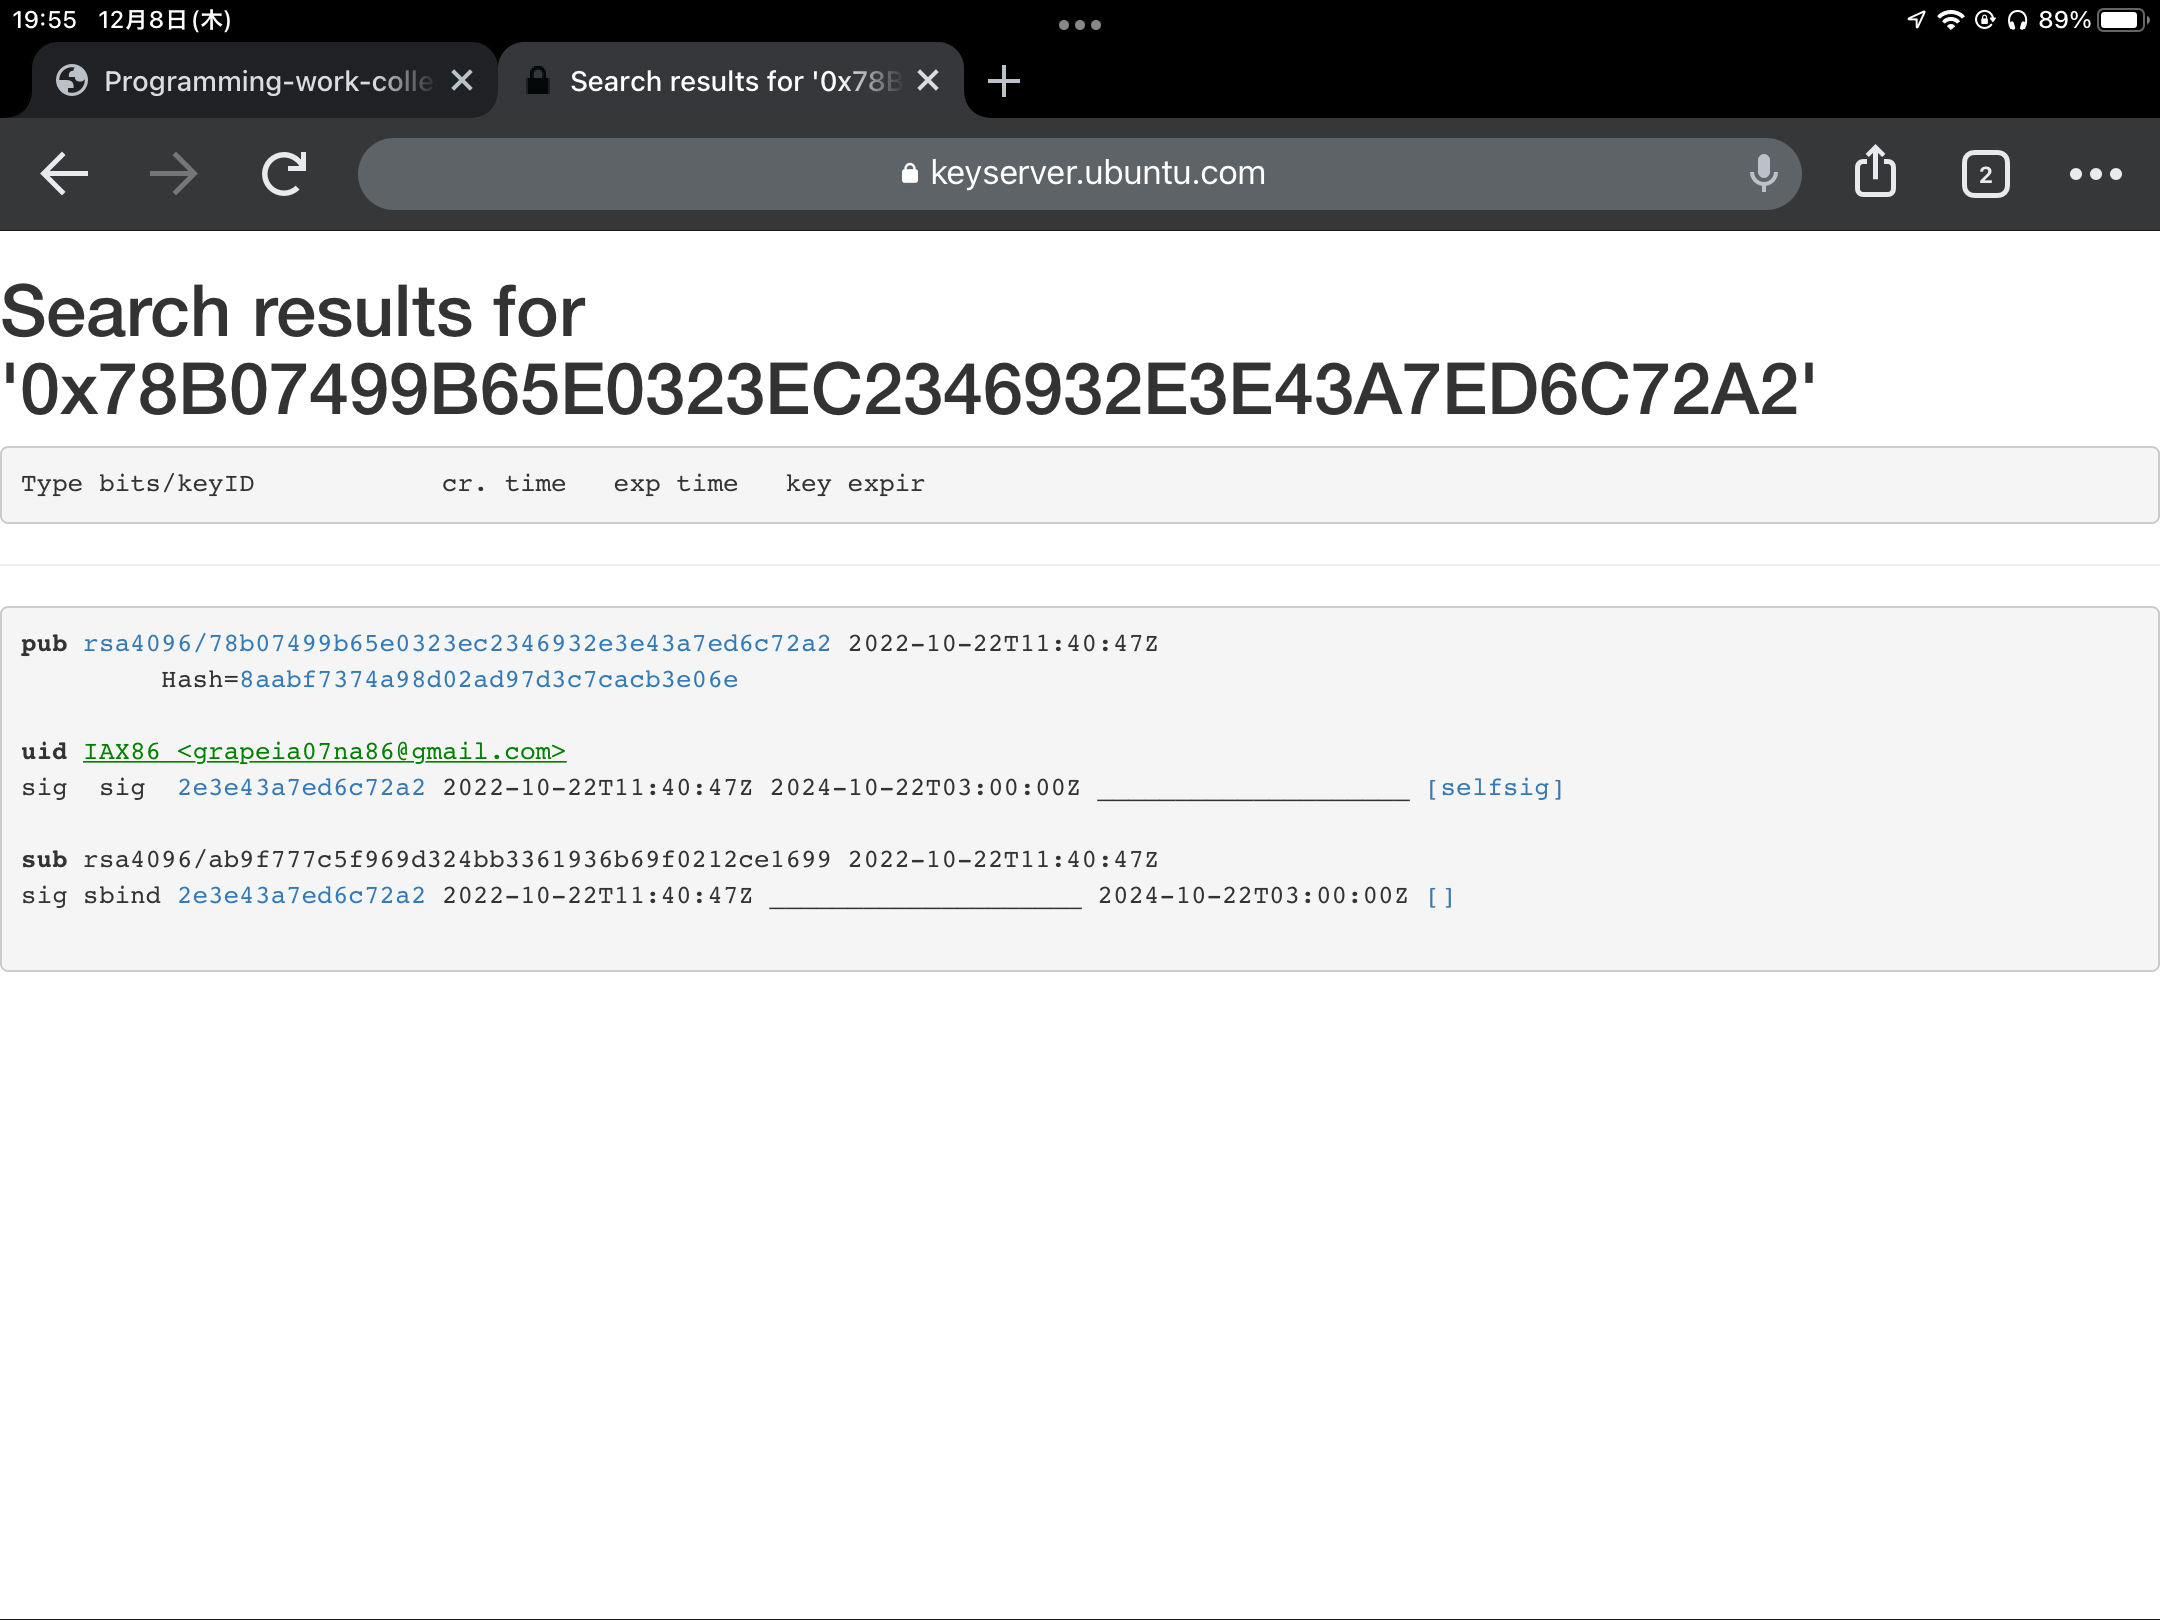 19:55 12月8日(木)
89%
Programming-work-colle
Search results for '0x78B
keyserver.ubuntu.com
2
Search results for
'0x78B07499B65E0323EC2346932E3E43A7ED6C72A2'
Type bits/keyID cr. time exp time key expir
pub rsa4096/78b07499b65e0323ec2346932e3e43a7ed6c72a2 2022-10-22T11:40:47Z
Hash=8aabf7374a98d02ad97d3c7cacb3e06e
uid IAX86 <grapeia07na86@gmail.com>
sig sig 2e3e43a7ed6c72a2 2022-10-22T11:40:47Z 2024-10-22T03:00:00Z ____________________ [selfsig]
sub rsa4096/ab9f777c5f969d324bb3361936b69f0212ce1699 2022-10-22T11:40:47Z
sig sbind 2e3e43a7ed6c72a2 2022-10-22T11:40:47Z ____________________ 2024-10-22T03:00:00Z []